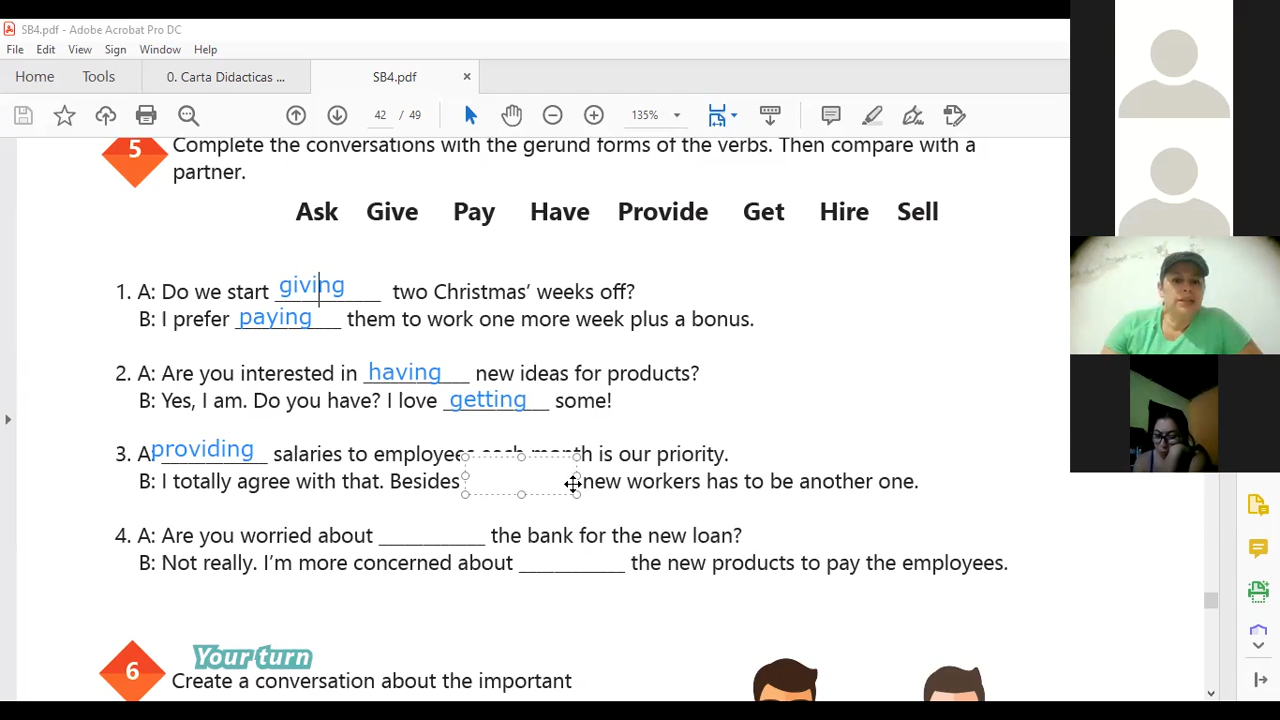 SB4.pdf - Adobe Acrobat Pro DC
File Edit View Sign Window Help
Home Tools 0. Carta Didacticas ... SB4.pdf ×
42 / 49 135%
5 Complete the conversations with the gerund forms of the verbs. Then compare with a
partner.
Ask Give Pay Have Provide Get Hire Sell
1. A: Do we start giving two Christmas’ weeks off?
B: I prefer paying them to work one more week plus a bonus.
2. A: Are you interested in having new ideas for products?
B: Yes, I am. Do you have? I love getting some!
3. A: providing salaries to employees each month is our priority.
B: I totally agree with that. Besides new workers has to be another one.
4. A: Are you worried about ___________ the bank for the new loan?
B: Not really. I’m more concerned about ___________ the new products to pay the employees.
6 Your turn
Create a conversation about the important